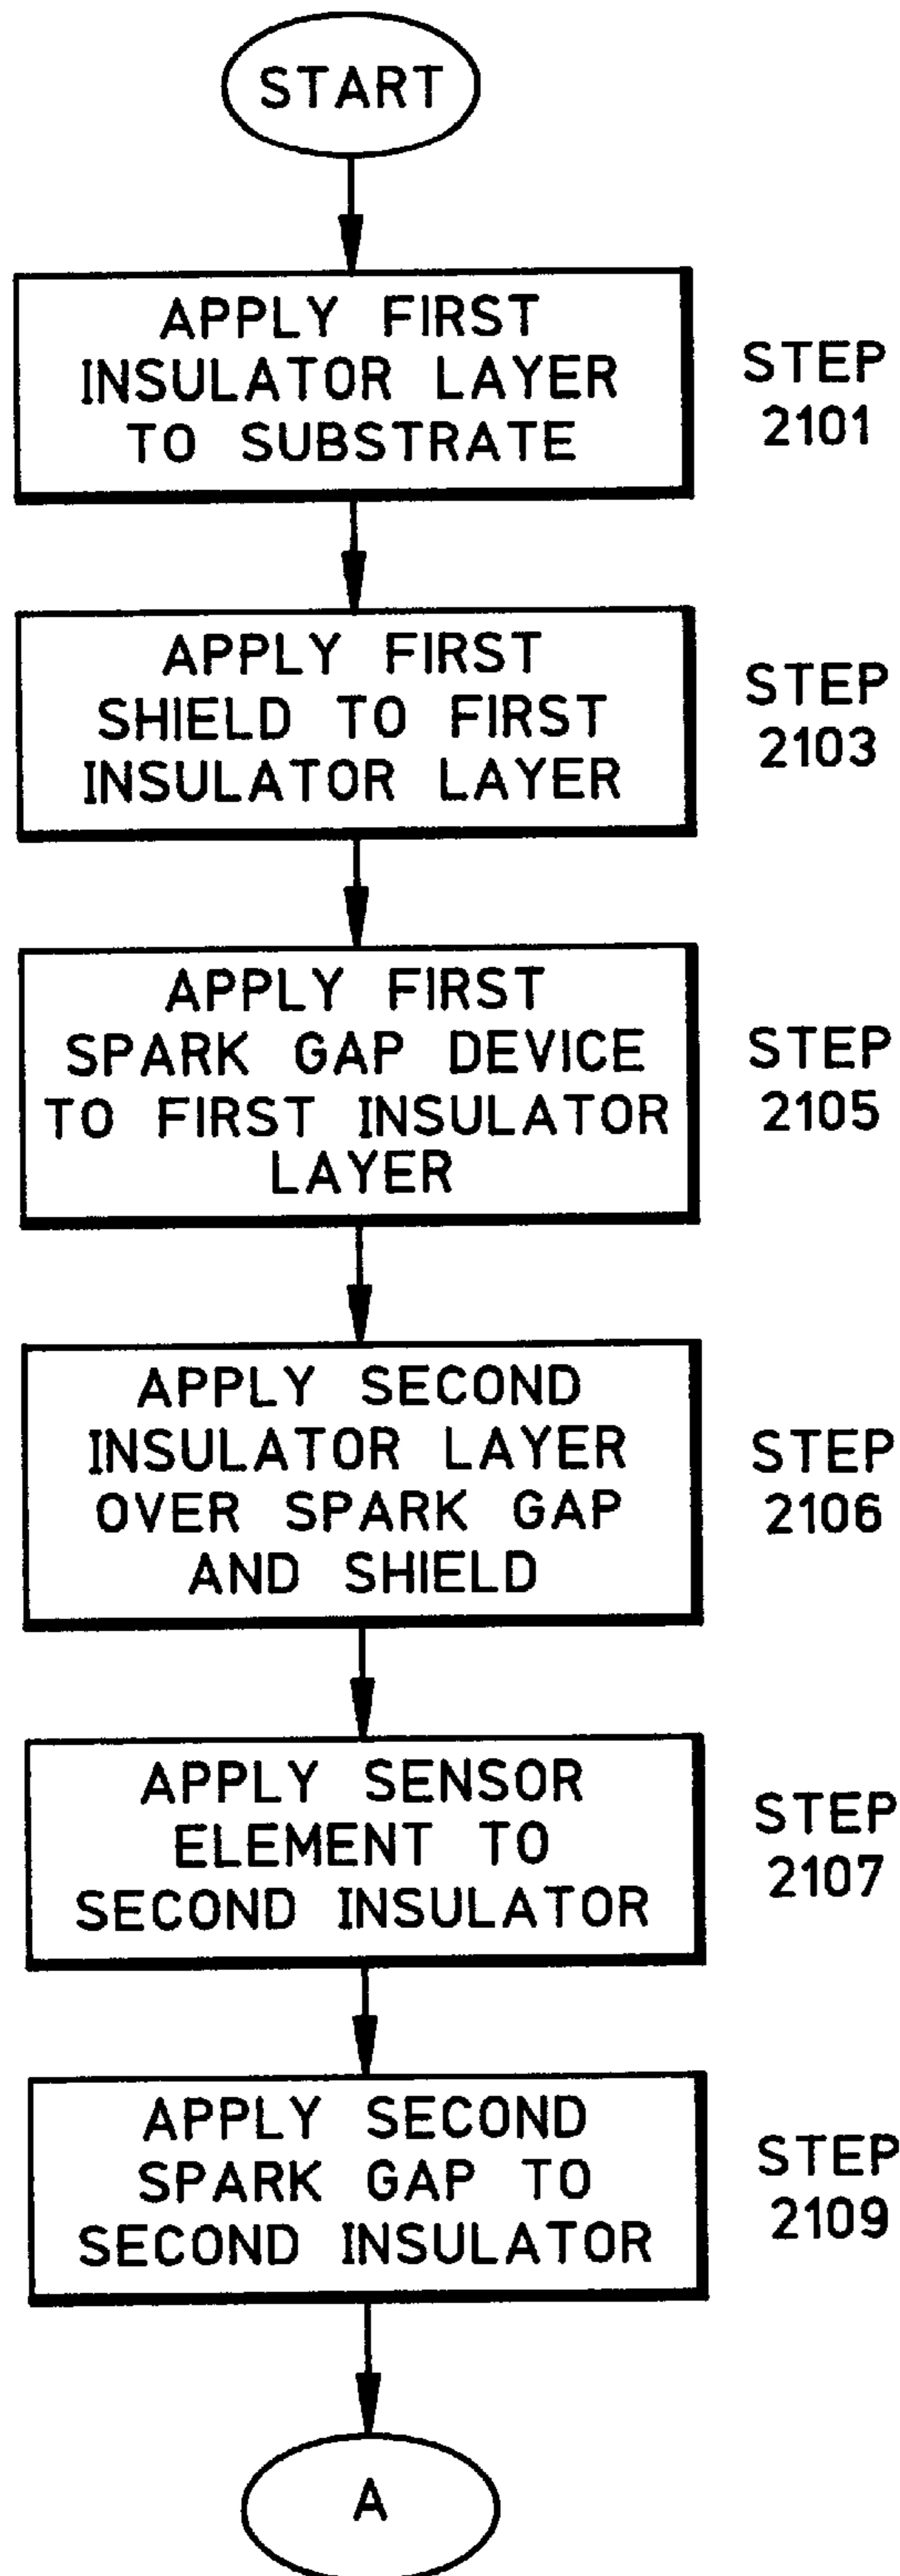 START
APPLY FIRST
INSULATOR LAYER
TO SUBSTRATE
STEP
2101
APPLY FIRST
SHIELD TO FIRST
INSULATOR LAYER
STEP
2103
APPLY FIRST
SPARK GAP DEVICE
TO FIRST INSULATOR
LAYER
STEP
2105
APPLY SECOND
INSULATOR LAYER
OVER SPARK GAP
AND SHIELD
STEP
2106
APPLY SENSOR
ELEMENT TO
SECOND INSULATOR
STEP
2107
APPLY SECOND
SPARK GAP TO
SECOND INSULATOR
STEP
2109
A